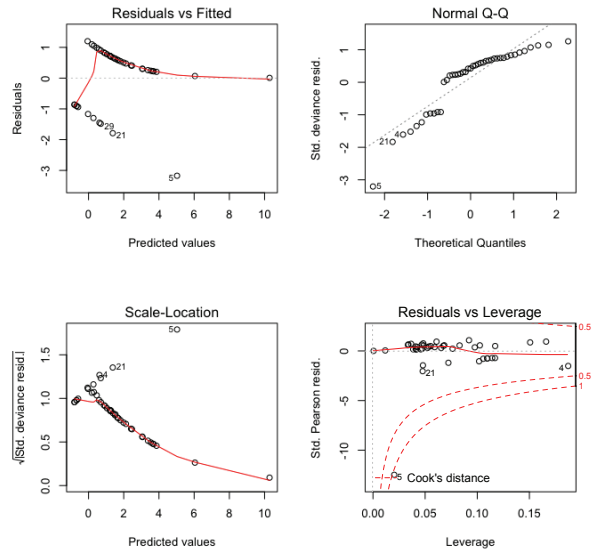 Residuals vs Fitted
Residuals
1
0
-1
-2
-3
29
21
5
0 2 4 6 8 10
Predicted values
Normal Q-Q
Std. deviance resid.
1
0
-1
-2
-3
21
4
5
-2 -1 0 1 2
Theoretical Quantiles
Scale-Location
√|Std. deviance resid.|
1.5
1.0
0.5
0.0
5
21
4
0 2 4 6 8 10
Predicted values
Residuals vs Leverage
Std. Pearson resid.
0
-5
-10
0.5
0.5
1
21
4
5
Cook's distance
0.00 0.05 0.10 0.15
Leverage